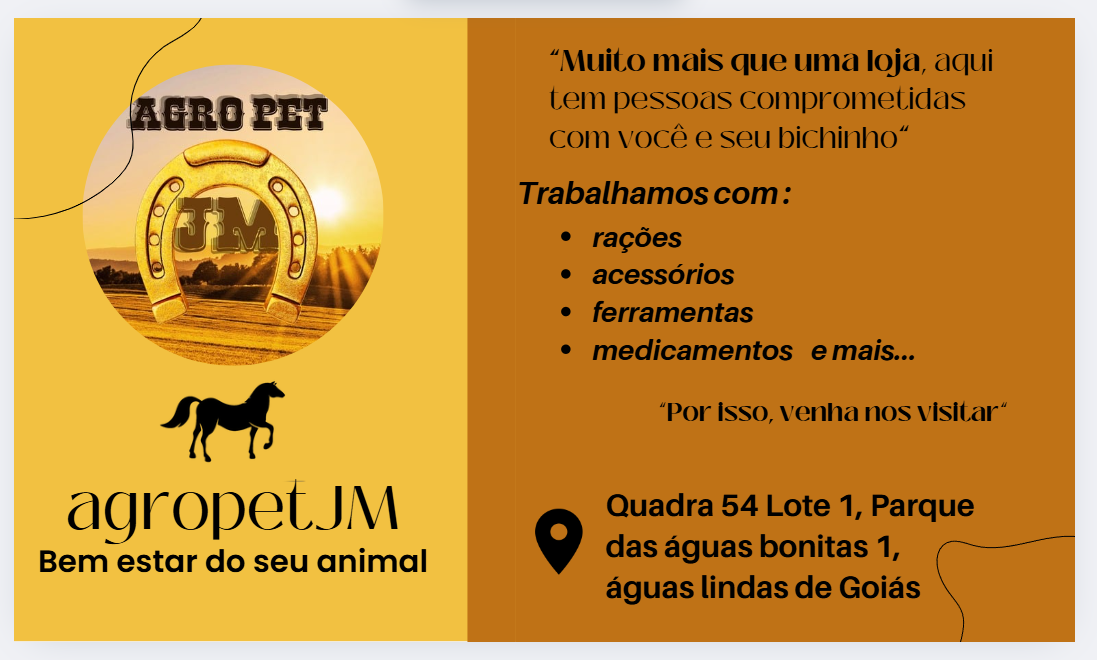 AGRO PET
JM
agropetJM
Bem estar do seu animal
“Muito mais que uma loja, aqui
tem pessoas comprometidas
com você e seu bichinho“
Trabalhamos com :
• rações
• acessórios
• ferramentas
• medicamentos e mais...
“Por isso, venha nos visitar“
Quadra 54 Lote 1, Parque
das águas bonitas 1,
águas lindas de Goiás